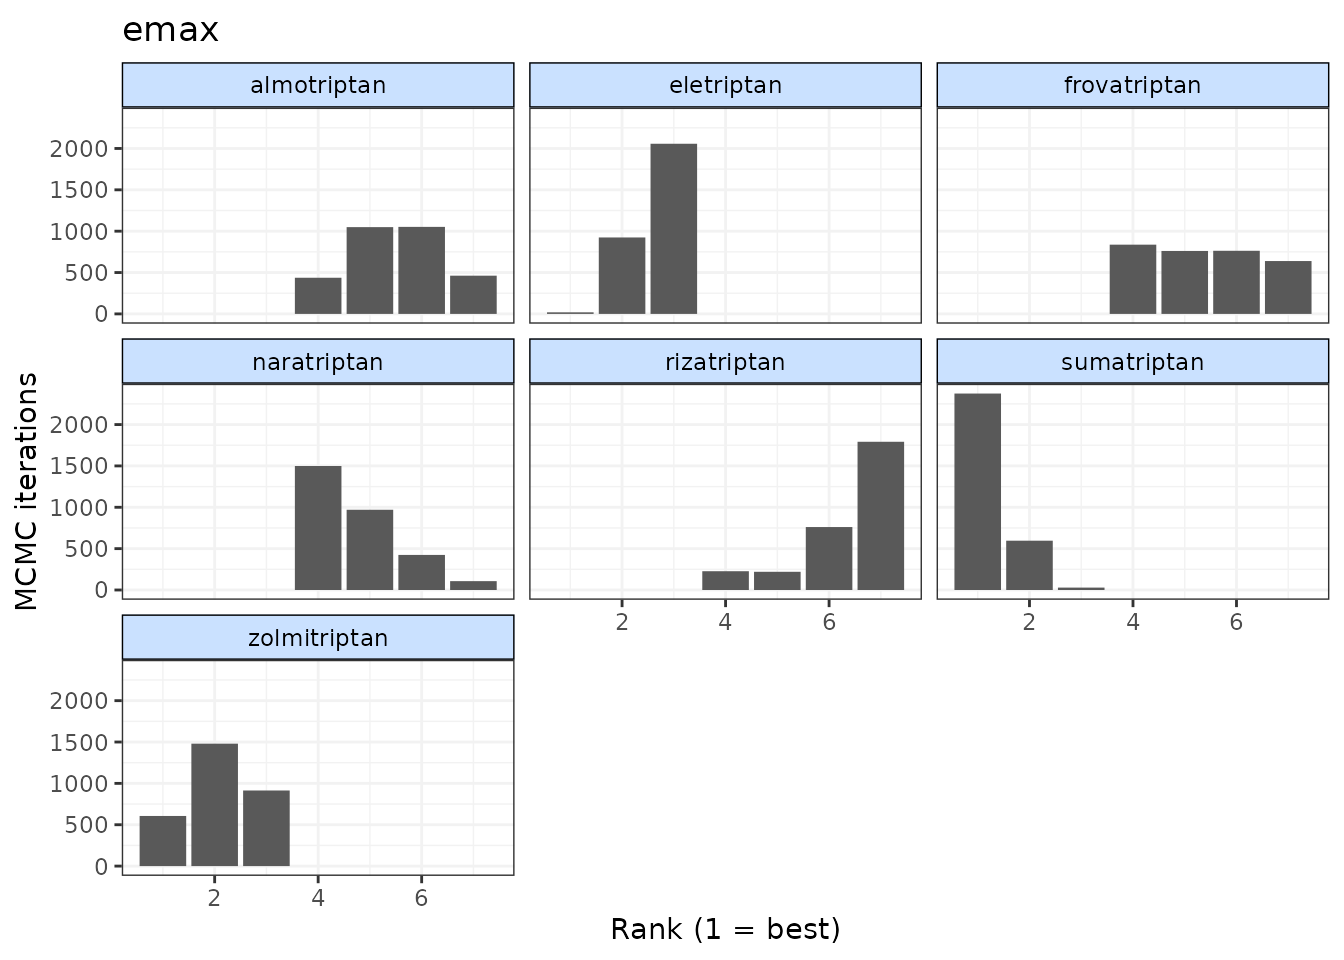 emax
almotriptan eletriptan frovatriptan
2000
1500
1000
500
0
naratriptan rizatriptan sumatriptan
2000
1500
1000
500
0
2 4 6 2 4 6
zolmitriptan
2000
1500
1000
500
0
2 4 6
MCMC iterations
Rank (1 = best)